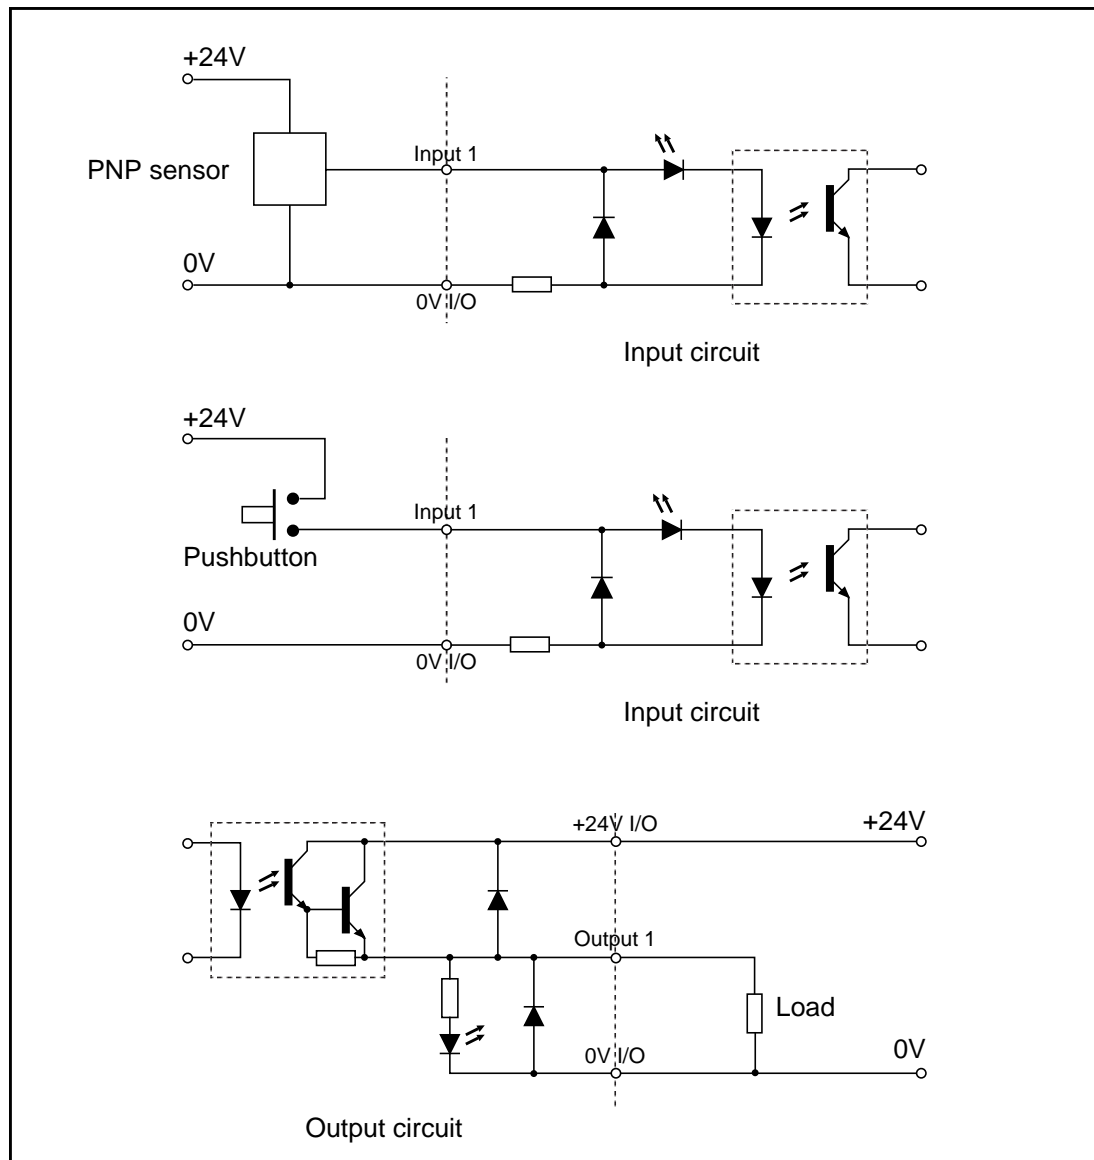 +24V
PNP sensor
Input 1
0V
0V I/O
Input circuit
+24V
Input 1
Pushbutton
0V
0V I/O
Input circuit
+24V I/O
+24V
Output 1
Load
0V I/O
0V
Output circuit